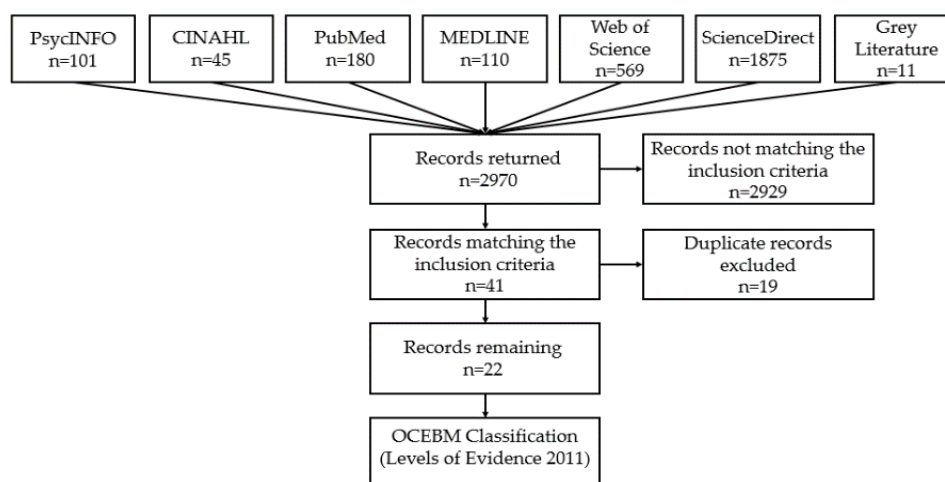 PsycINFO
n=101
CINAHL
n=45
PubMed
n=180
MEDLINE
n=110
Web of
Science
n=569
ScienceDirect
n=1875
Grey
Literature
n=11
Records returned
n=2970
Records not matching the
inclusion criteria
n=2929
Records matching the
inclusion criteria
n=41
Duplicate records
excluded
n=19
Records remaining
n=22
OCEBM Classification
(Levels of Evidence 2011)